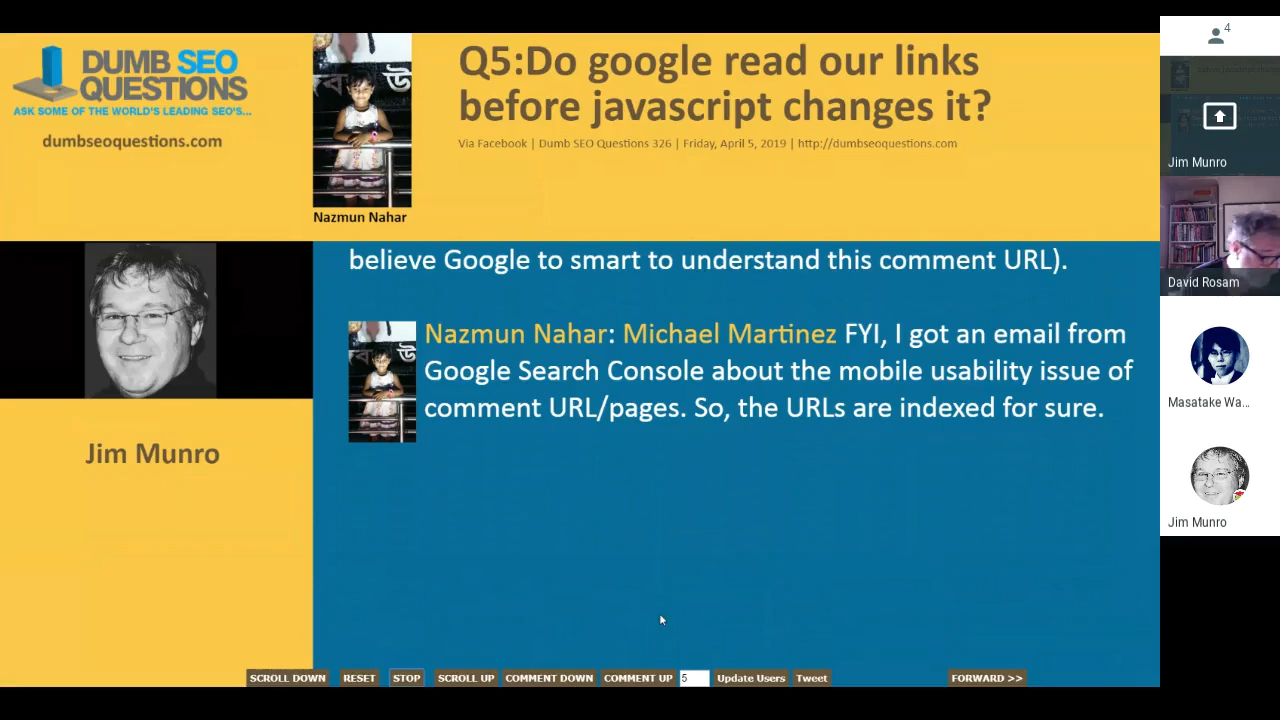 DUMB SEO
QUESTIONS
ASK SOME OF THE WORLD'S LEADING SEO'S...
dumbseoquestions.com
Nazmun Nahar
Q5:Do google read our links
before javascript changes it?
Via Facebook | Dumb SEO Questions 326 | Friday, April 5, 2019 | http://dumbseoquestions.com
Jim Munro
believe Google to smart to understand this comment URL).
Nazmun Nahar: Michael Martinez FYI, I got an email from
Google Search Console about the mobile usability issue of
comment URL/pages. So, the URLs are indexed for sure.
SCROLL DOWN RESET STOP SCROLL UP COMMENT DOWN COMMENT UP 5 Update Users Tweet FORWARD >>
4
Jim Munro
David Rosam
Masatake Wa...
Jim Munro